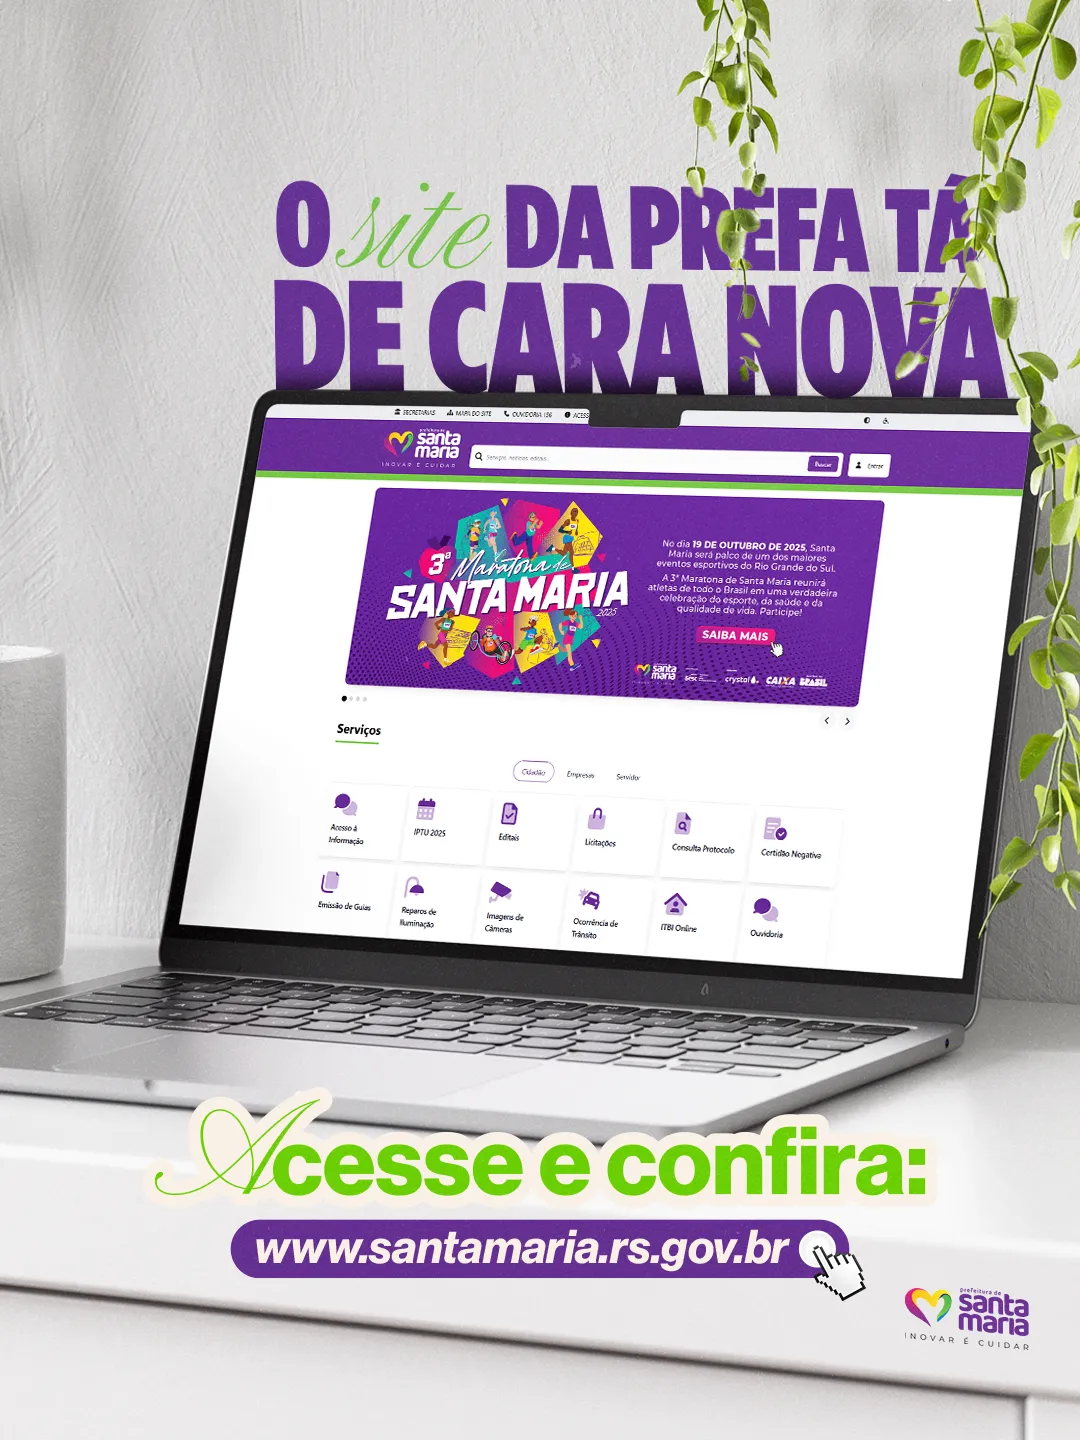 O site DA PREFA TÁ
DE CARA NOVA
SECRETARIAS MAPA DO SITE OUVIDORIA 156 ACESS
prefeitura de
santa
maria
INOVAR É CUIDAR
Serviços, notícias, editais...
Buscar
Entrar
3ª Maratona de
SANTA MARIA
2025
No dia 19 DE OUTUBRO DE 2025, Santa
Maria será palco de um dos maiores
eventos esportivos do Rio Grande do Sul.
A 3ª Maratona de Santa Maria reunirá
atletas de todo o Brasil em uma verdadeira
celebração do esporte, da saúde e da
qualidade de vida. Participe!
SAIBA MAIS
santa
maria
sesc
crystal
CAIXA
BRASIL
Serviços
Cidadão Empresas Servidor
Acesso à
Informação
IPTU 2025
Editais
Licitações
Consulta Protocolo
Certidão Negativa
Emissão de Guias
Reparos de
Iluminação
Imagens de
Câmeras
Ocorrência de
Trânsito
ITBI Online
Ouvidoria
Acesse e confira:
www.santamaria.rs.gov.br
prefeitura de
santa
maria
INOVAR É CUIDAR